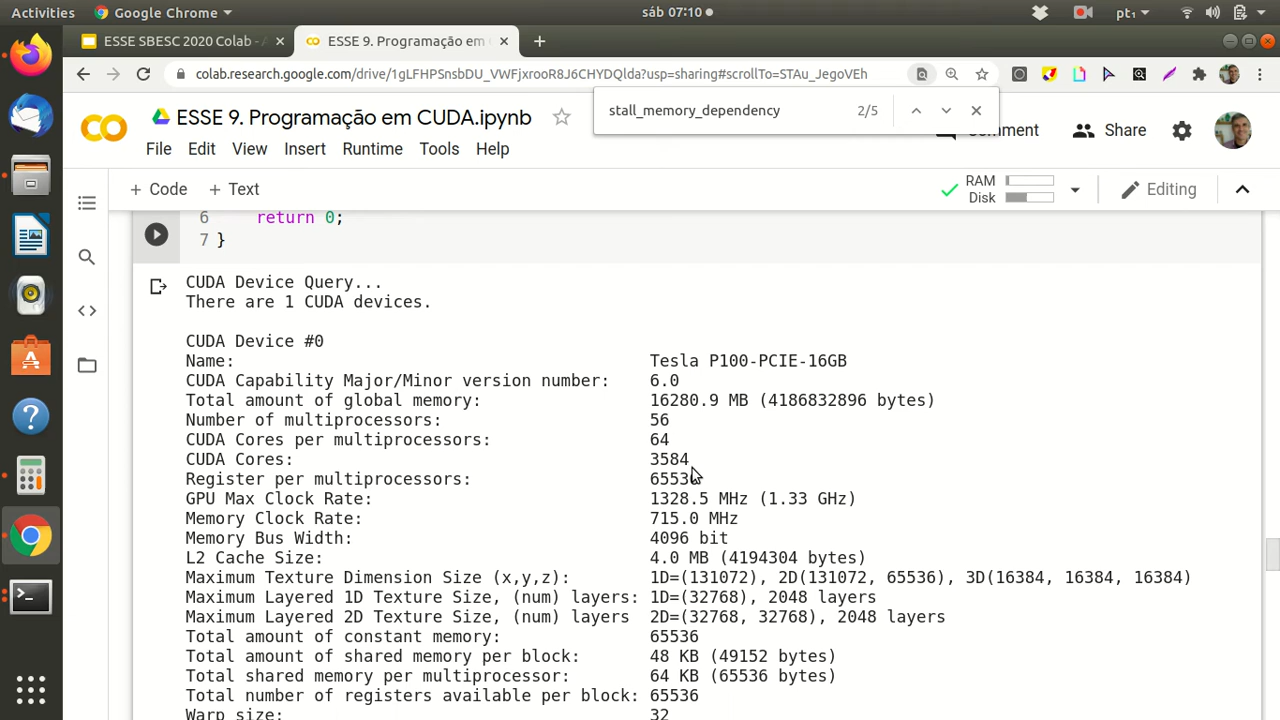 Activities Google Chrome sáb 07:10 pt1
ESSE SBESC 2020 Colab - A ESSE 9. Programação em C
colab.research.google.com/drive/1gLFHPSnsbDU_VWFjxrooR8J6CHYDQlda?usp=sharing#scrollTo=STAu_JegoVEh
stall_memory_dependency 2/5
ESSE 9. Programação em CUDA.ipynb
Comment Share
File Edit View Insert Runtime Tools Help
+ Code + Text RAM Disk Editing
6 return 0;
7 }
CUDA Device Query...
There are 1 CUDA devices.
CUDA Device #0
Name: Tesla P100-PCIE-16GB
CUDA Capability Major/Minor version number: 6.0
Total amount of global memory: 16280.9 MB (4186832896 bytes)
Number of multiprocessors: 56
CUDA Cores per multiprocessors: 64
CUDA Cores: 3584
Register per multiprocessors: 65536
GPU Max Clock Rate: 1328.5 MHz (1.33 GHz)
Memory Clock Rate: 715.0 MHz
Memory Bus Width: 4096 bit
L2 Cache Size: 4.0 MB (4194304 bytes)
Maximum Texture Dimension Size (x,y,z): 1D=(131072), 2D(131072, 65536), 3D(16384, 16384, 16384)
Maximum Layered 1D Texture Size, (num) layers: 1D=(32768), 2048 layers
Maximum Layered 2D Texture Size, (num) layers 2D=(32768, 32768), 2048 layers
Total amount of constant memory: 65536
Total amount of shared memory per block: 48 KB (49152 bytes)
Total shared memory per multiprocessor: 64 KB (65536 bytes)
Total number of registers available per block: 65536
Warp size: 32